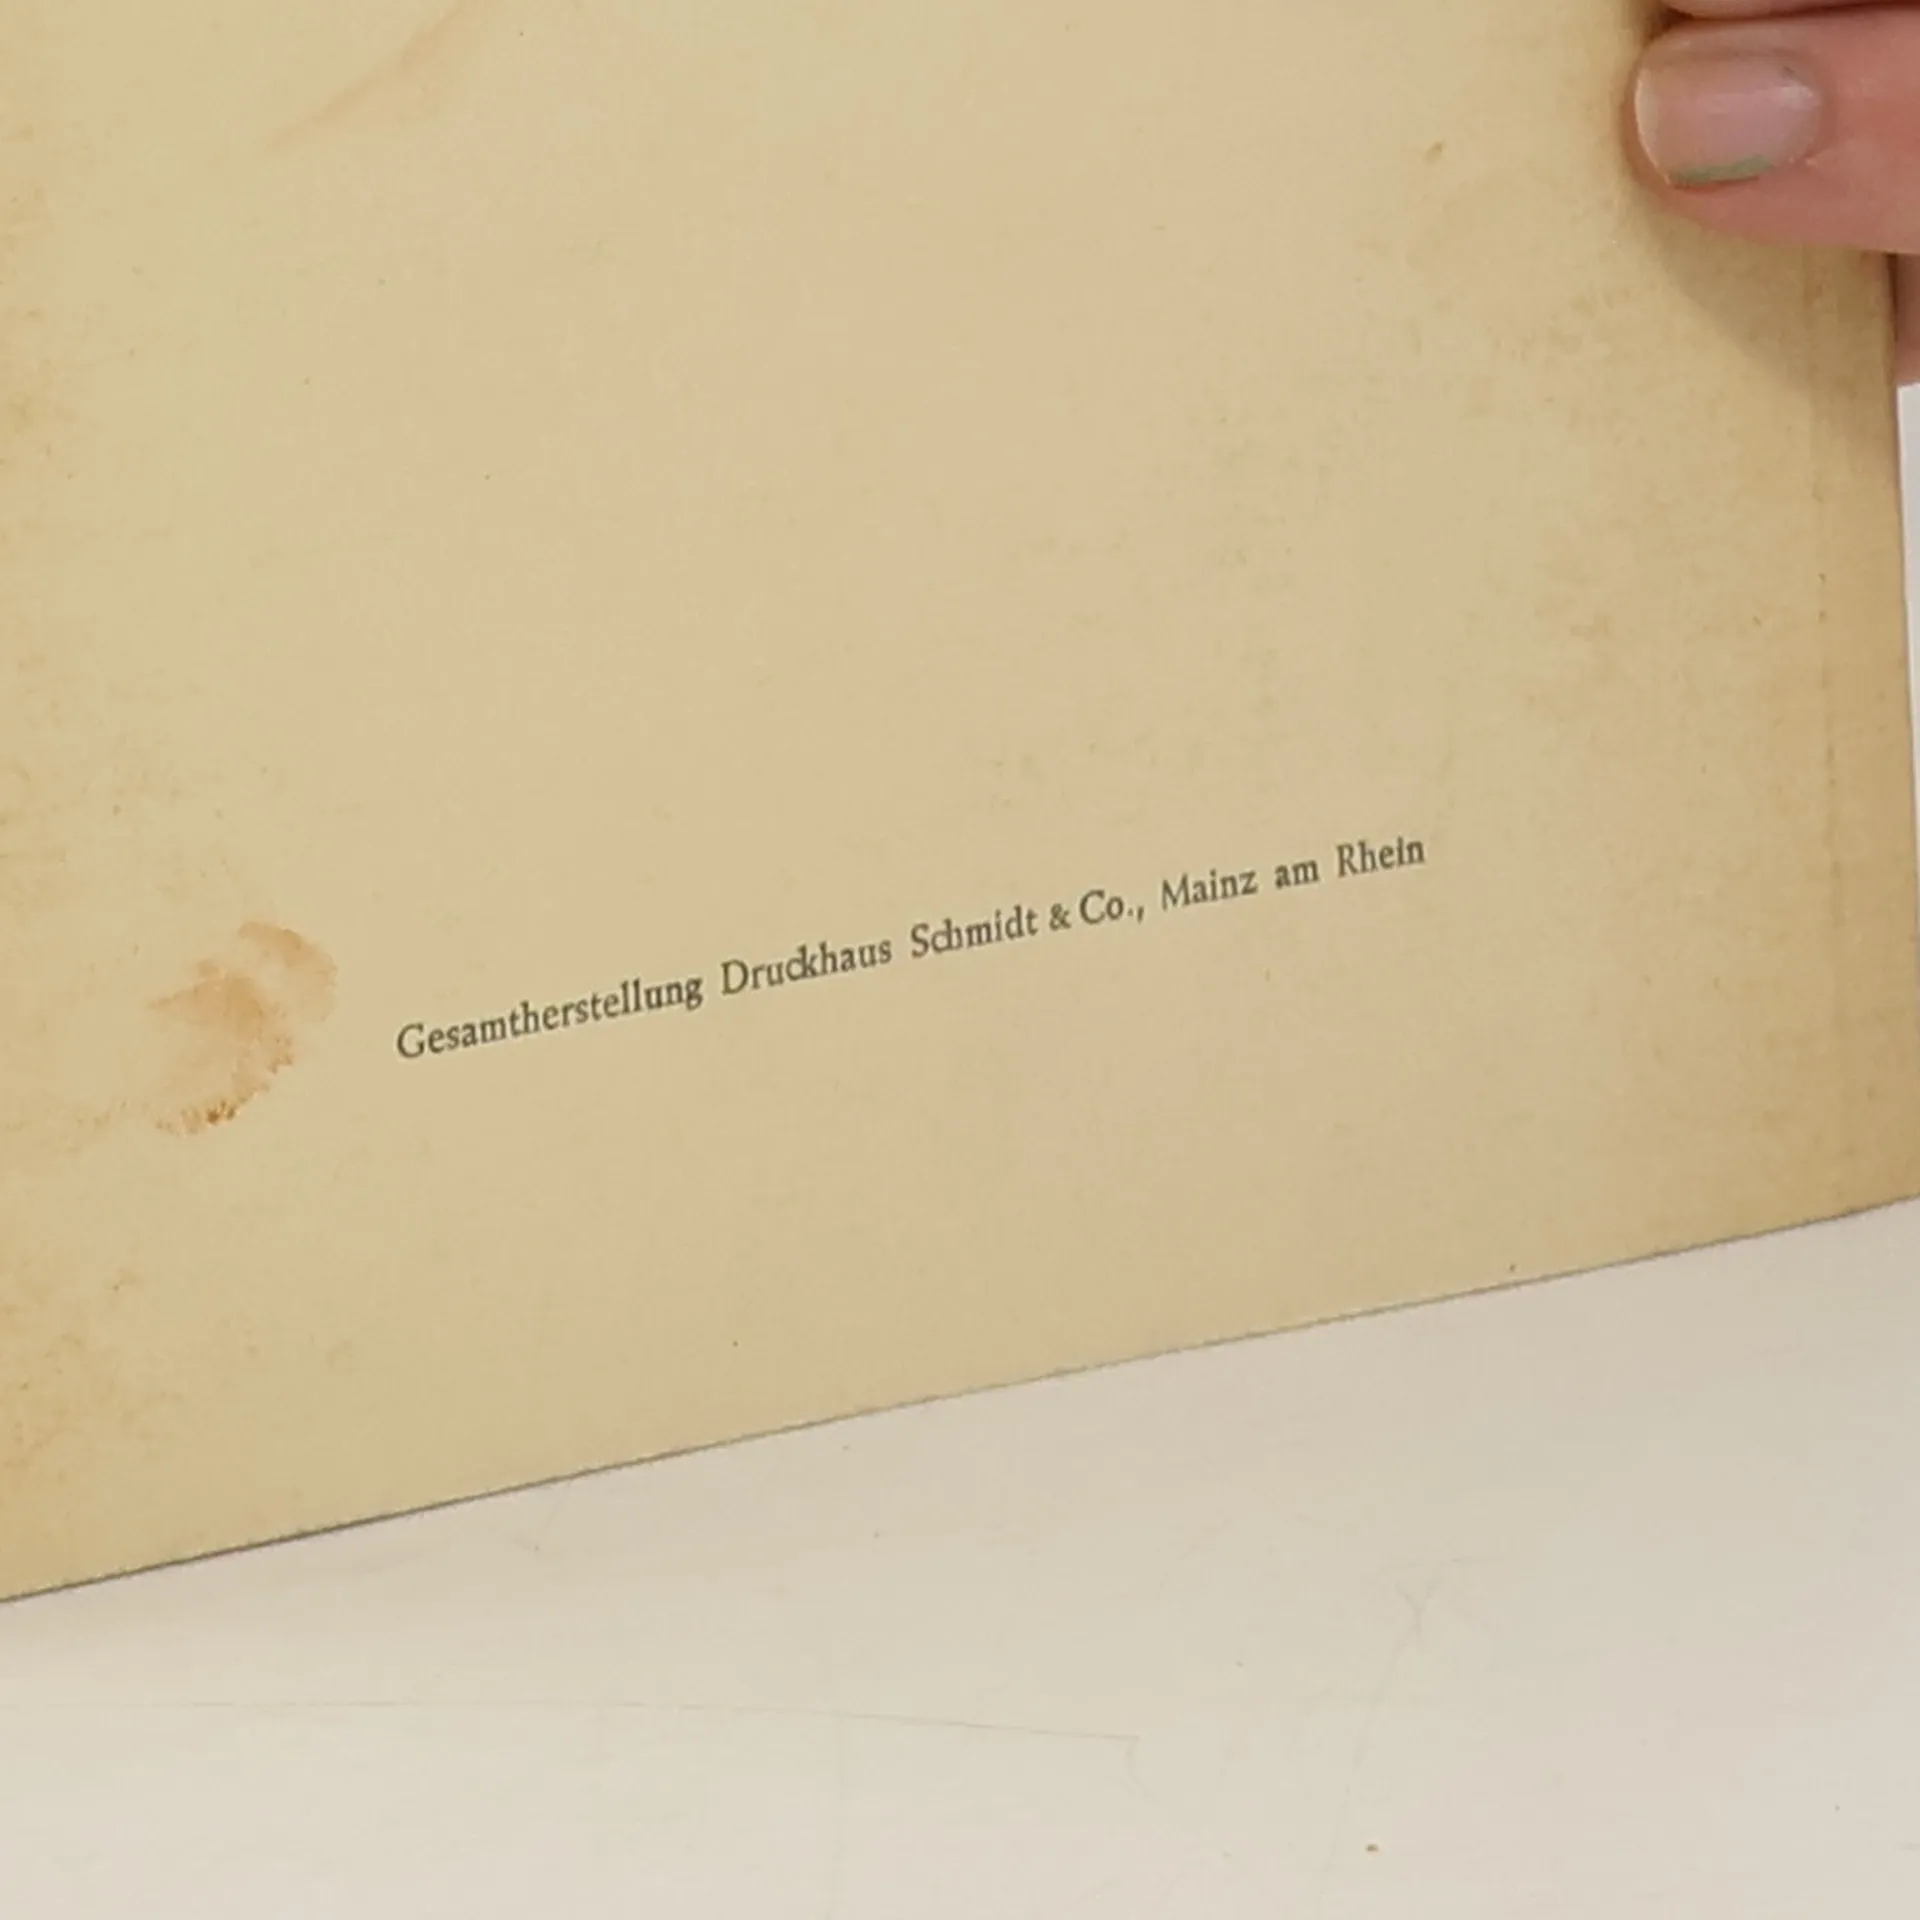 Gesamtherstellung Druckhaus Schmidt & Co., Mainz am Rhein